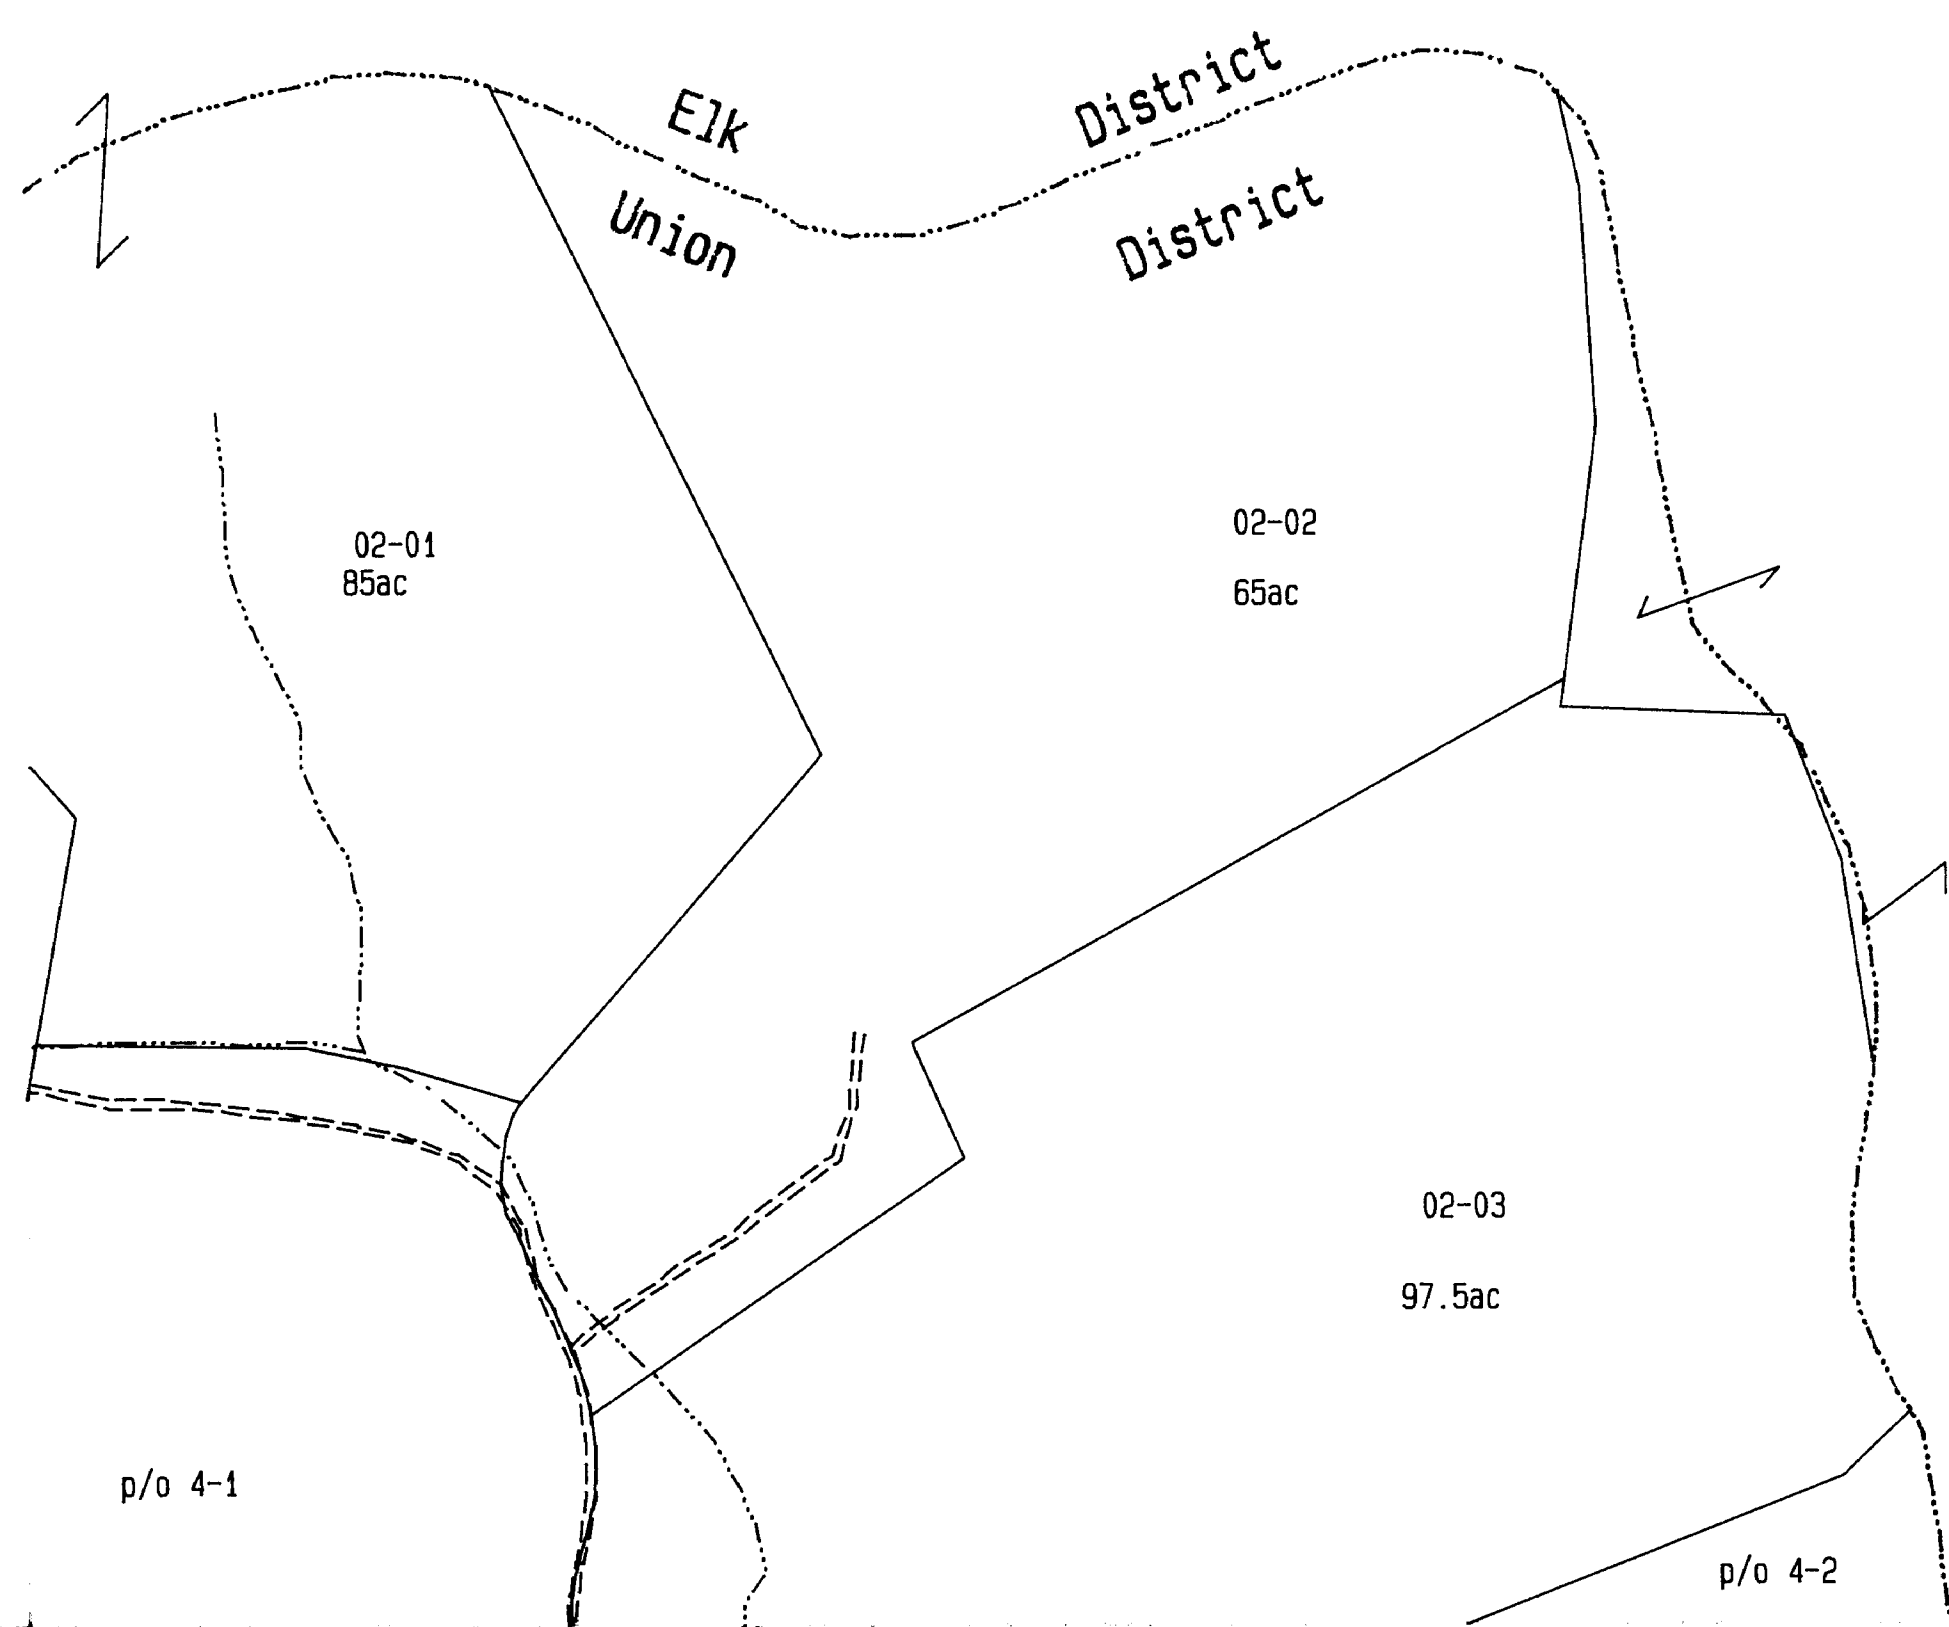 Elk District
Union District
02-01
85ac
02-02
65ac
02-03
97.5ac
p/o 4-1
p/o 4-2